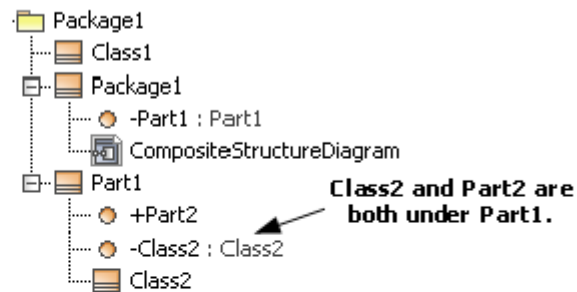 Package1
Class1
Package1
-Part1 : Part1
CompositeStructureDiagram
Part1
+Part2
-Class2 : Class2
Class2
Class2 and Part2 are
both under Part1.